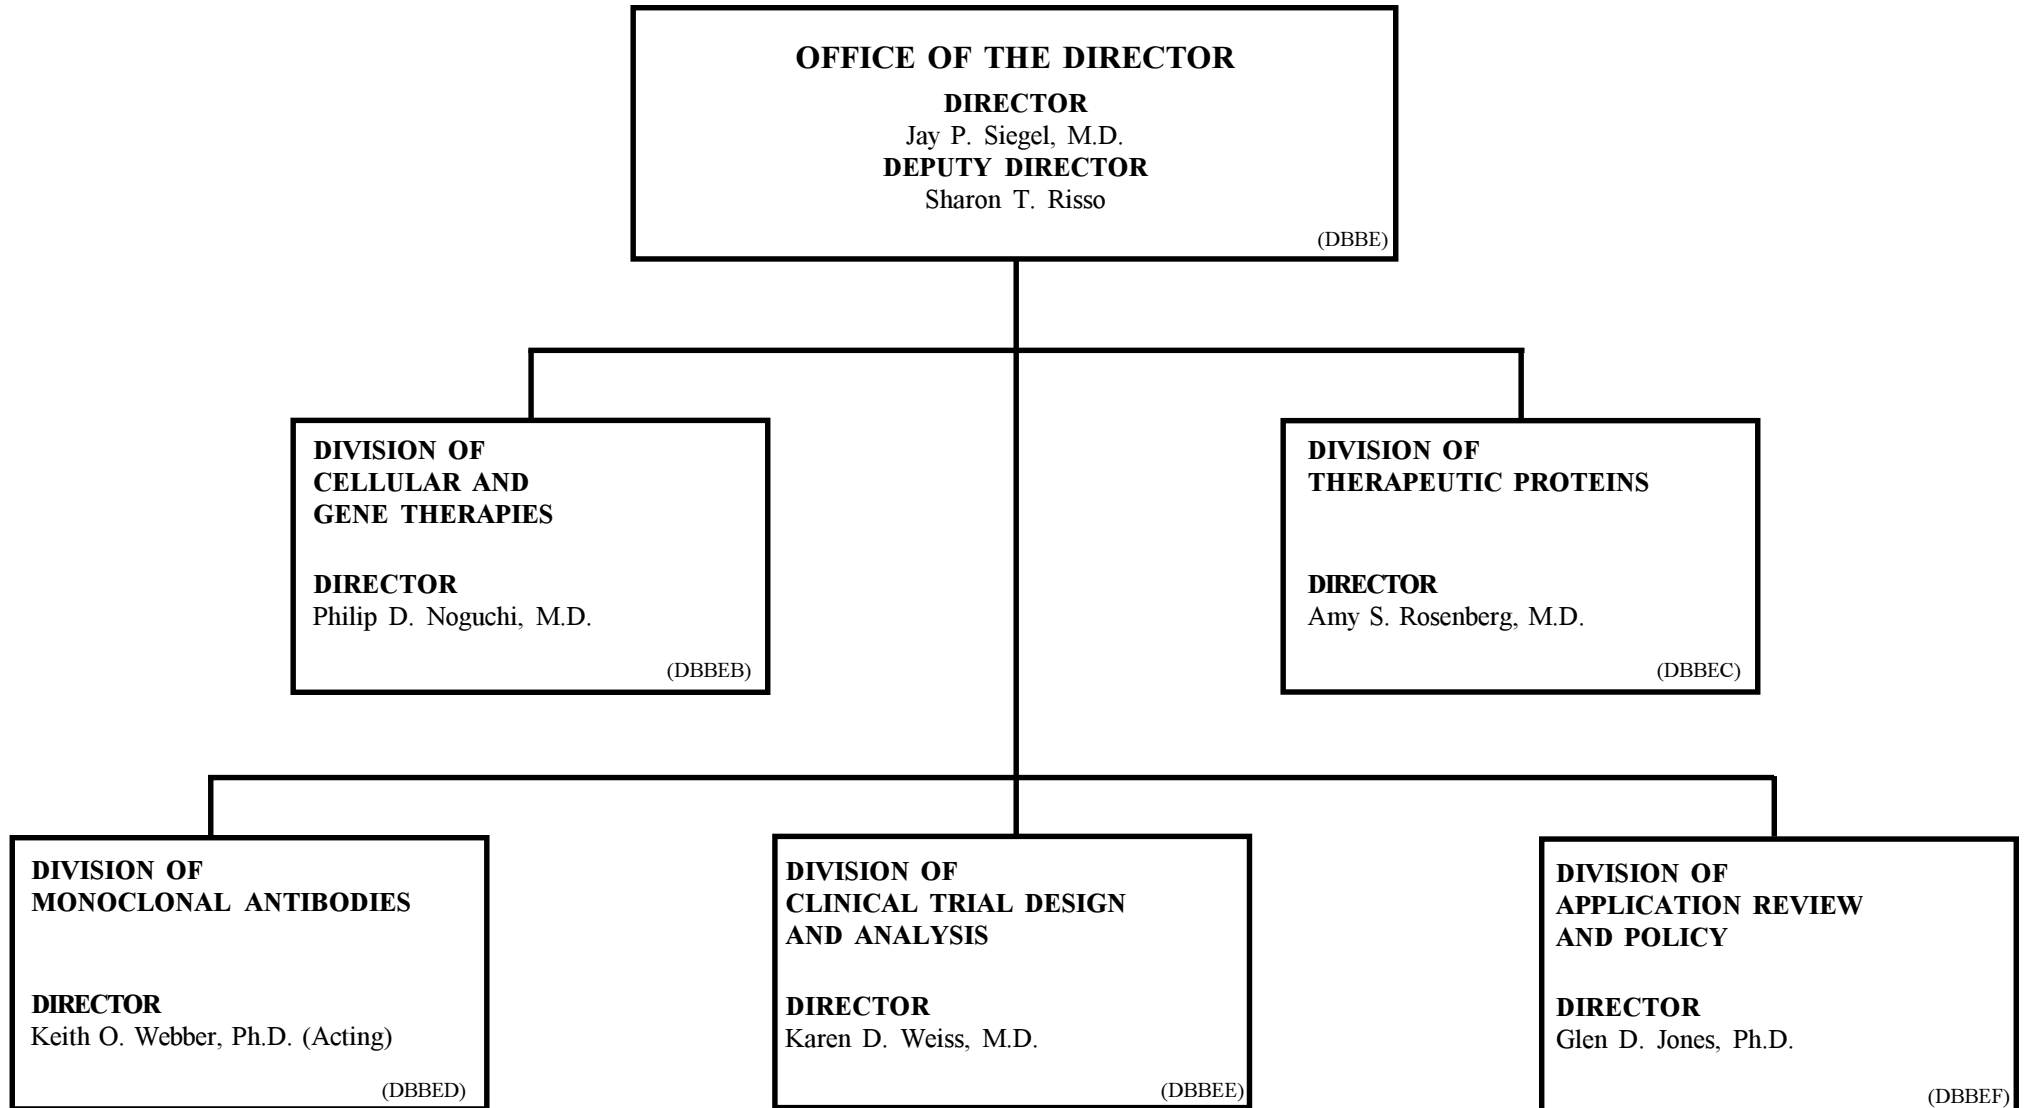 OFFICE OF THE DIRECTOR
DIRECTOR
Jay P. Siegel, M.D.
DEPUTY DIRECTOR
Sharon T. Risso
(DBBE)
DIVISION OF
CELLULAR AND
GENE THERAPIES
DIRECTOR
Philip D. Noguchi, M.D.
(DBBEB)
DIVISION OF
THERAPEUTIC PROTEINS
DIRECTOR
Amy S. Rosenberg, M.D.
(DBBEC)
DIVISION OF
MONOCLONAL ANTIBODIES
DIRECTOR
Keith O. Webber, Ph.D. (Acting)
(DBBED)
DIVISION OF
CLINICAL TRIAL DESIGN
AND ANALYSIS
DIRECTOR
Karen D. Weiss, M.D.
(DBBEE)
DIVISION OF
APPLICATION REVIEW
AND POLICY
DIRECTOR
Glen D. Jones, Ph.D.
(DBBEF)